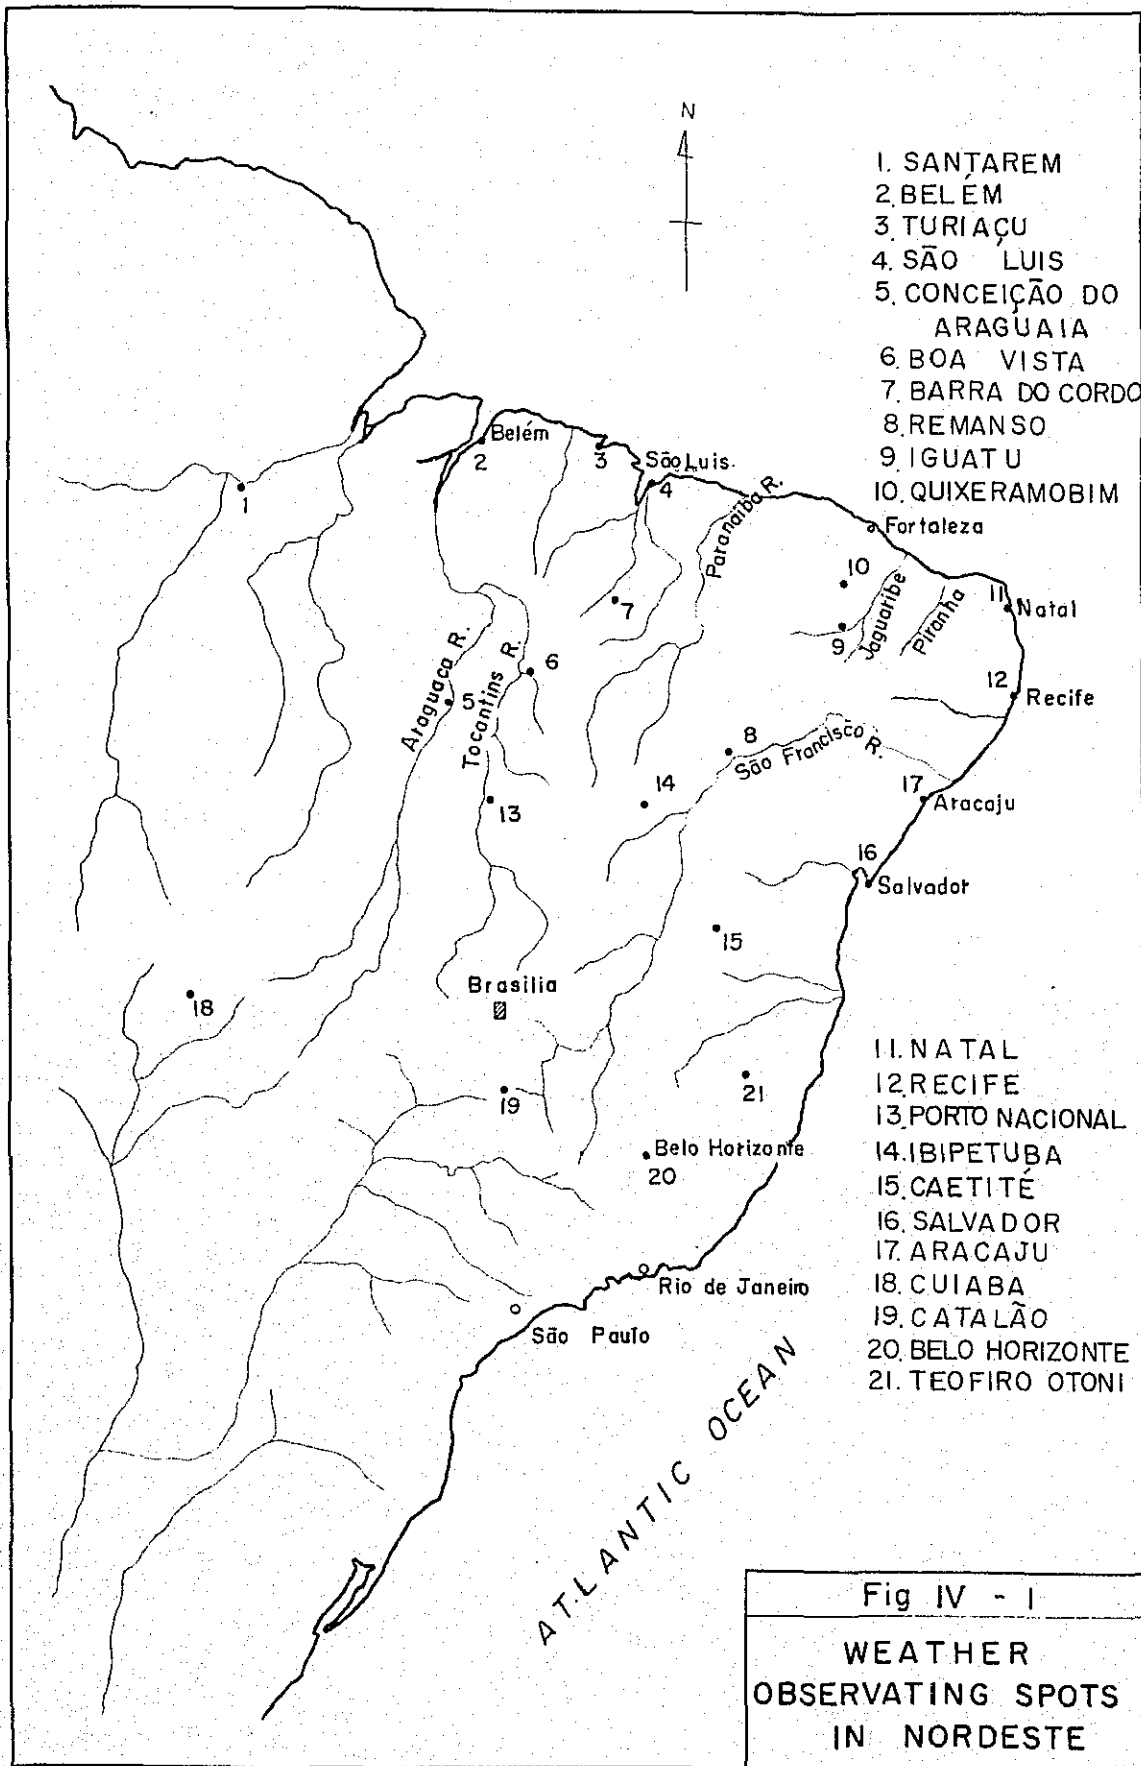 N
1. SANTAREM
2. BELÉM
3. TURIAÇU
4. SÃO LUIS
5. CONCEIÇÃO DO
ARAGUAIA
6. BOA VISTA
7. BARRA DO CORDO
8. REMANSO
9. IGUATU
10. QUIXERAMOBIM
Belém
2
3
São Luis.
4
1
Paranaiba R.
Fortaleza
10
7
9
Jaguaribe
Piranha
11
Natal
Araguaca R.
5
Tocantins R.
6
12
Recife
8
São Francisco R.
13
14
17
Aracaju
16
Salvador
15
18
Brasilia
19
21
Belo Horizonte
20
11. NATAL
12. RECIFE
13. PORTO NACIONAL
14. IBIPETUBA
15. CAETITÉ
16. SALVADOR
17. ARACAJU
18. CUIABA
19. CATALÃO
20. BELO HORIZONTE
21. TEOFIRO OTONI
Rio de Janeiro
São Paulo
ATLANTIC OCEAN
Fig IV - 1
WEATHER
OBSERVATING SPOTS
IN NORDESTE